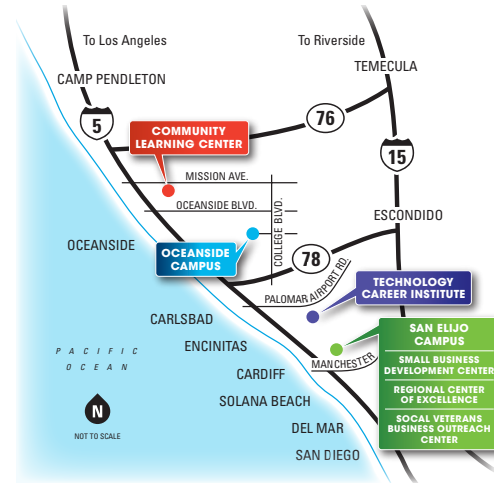 To Los Angeles
To Riverside
TEMECULA
CAMP PENDLETON
5
76
COMMUNITY
LEARNING CENTER
15
MISSION AVE.
OCEANSIDE BLVD.
COLLEGE BLVD.
ESCONDIDO
OCEANSIDE
OCEANSIDE
CAMPUS
78
PALOMAR AIRPORT RD.
TECHNOLOGY
CAREER INSTITUTE
CARLSBAD
SAN ELIJO
CAMPUS
PACIFIC
OCEAN
ENCINITAS
MANCHESTER
SMALL BUSINESS
DEVELOPMENT CENTER
CARDIFF
REGIONAL CENTER
OF EXCELLENCE
SOLANA BEACH
N
SOCAL VETERANS
BUSINESS OUTREACH
CENTER
DEL MAR
NOT TO SCALE
SAN DIEGO